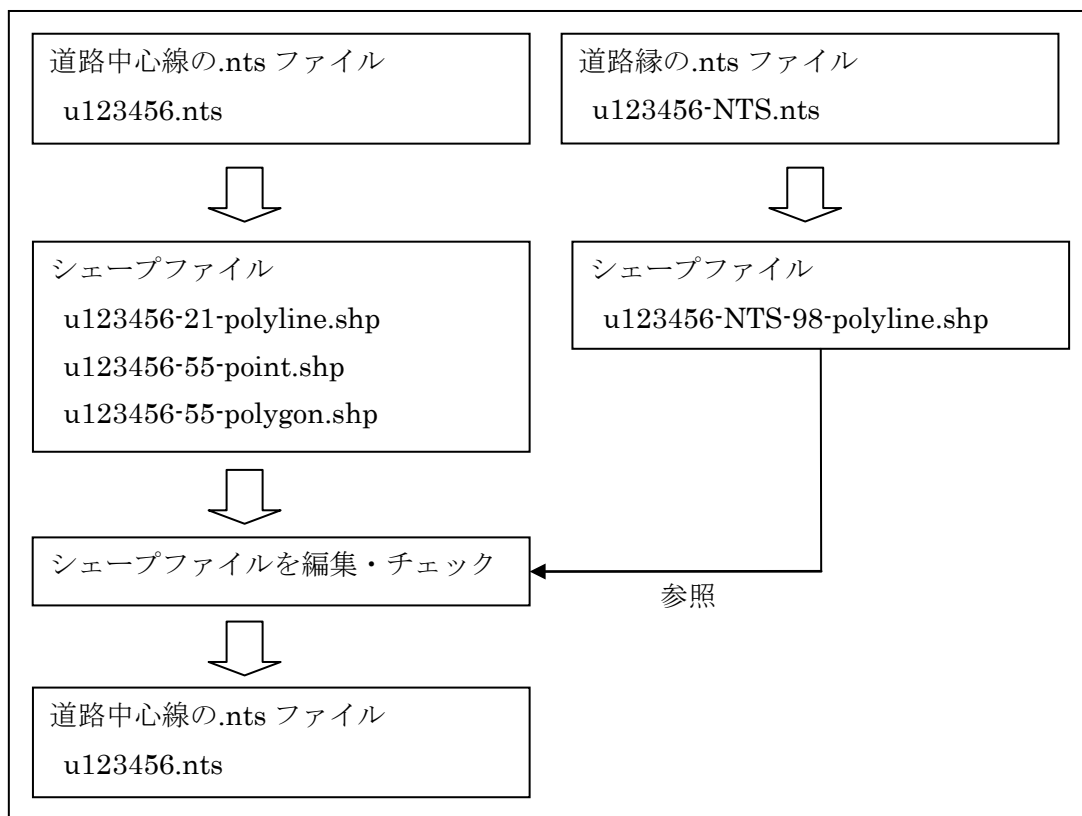 道路中心線の.nts ファイル
u123456.nts
道路縁の.nts ファイル
u123456-NTS.nts
シェープファイル
u123456-21-polyline.shp
u123456-55-point.shp
u123456-55-polygon.shp
シェープファイル
u123456-NTS-98-polyline.shp
シェープファイルを編集・チェック
参照
道路中心線の.nts ファイル
u123456.nts